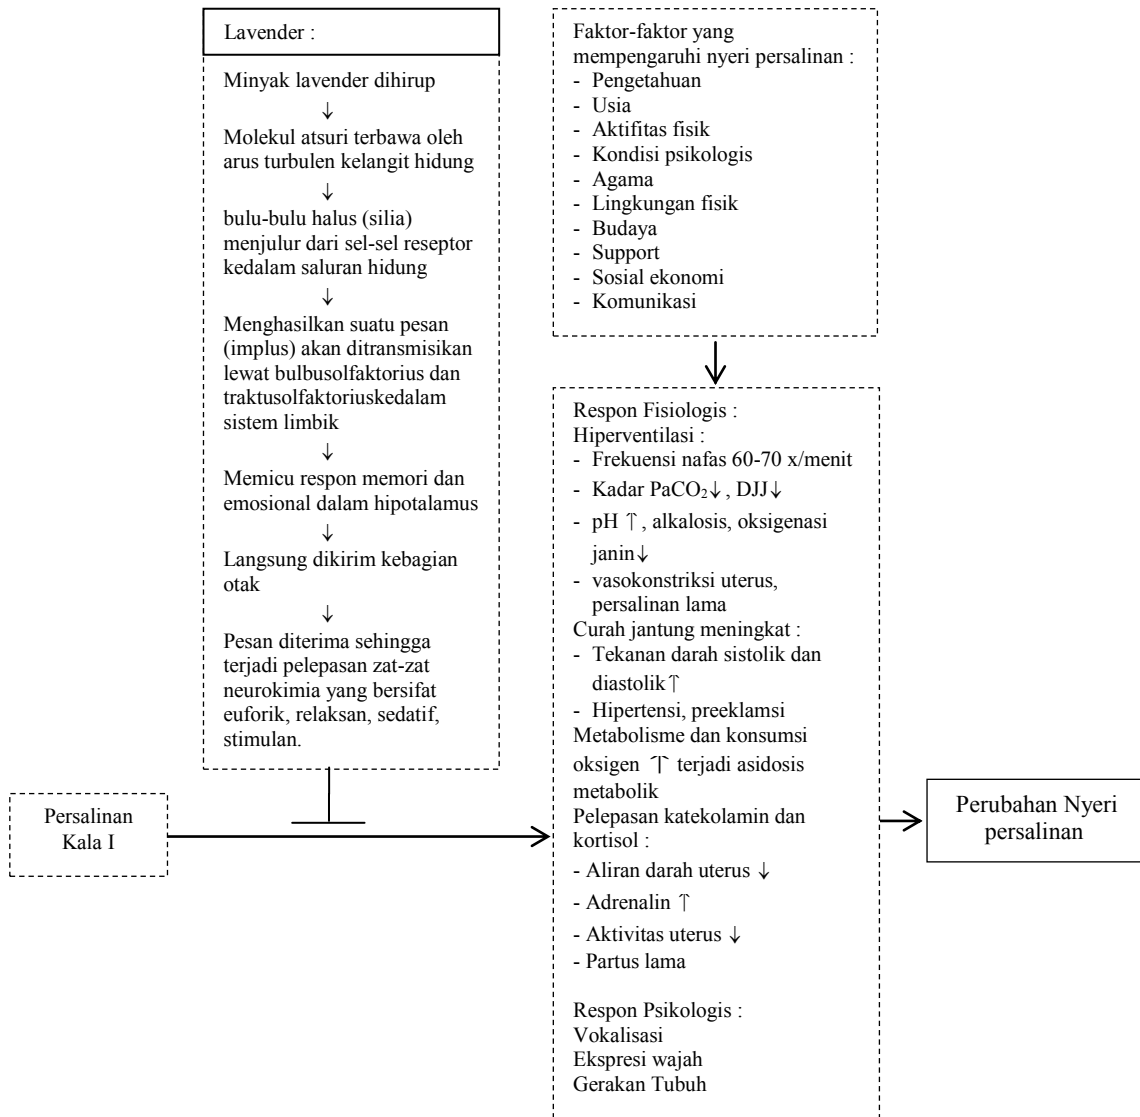 Lavender :
Minyak lavender dihirup
↓
Molekul atsuri terbawa oleh
arus turbulen kelangit hidung
↓
bulu-bulu halus (silia)
menjulur dari sel-sel reseptor
kedalam saluran hidung
↓
Menghasilkan suatu pesan
(implus) akan ditransmisikan
lewat bulbusolfaktorius dan
traktusolfaktoriuskedalam
sistem limbik
↓
Memicu respon memori dan
emosional dalam hipotalamus
↓
Langsung dikirim kebagian
otak
↓
Pesan diterima sehingga
terjadi pelepasan zat-zat
neurokimia yang bersifat
euforik, relaksan, sedatif,
stimulan.
Persalinan
Kala I
Faktor-faktor yang
mempengaruhi nyeri persalinan :
- Pengetahuan
- Usia
- Aktifitas fisik
- Kondisi psikologis
- Agama
- Lingkungan fisik
- Budaya
- Support
- Sosial ekonomi
- Komunikasi
Respon Fisiologis :
Hiperventilasi :
- Frekuensi nafas 60-70 x/menit
- Kadar PaCO₂↓ , DJJ↓
- pH ↑ , alkalosis, oksigenasi
janin↓
- vasokonstriksi uterus,
persalinan lama
Curah jantung meningkat :
- Tekanan darah sistolik dan
diastolik↑
- Hipertensi, preeklamsi
Metabolisme dan konsumsi
oksigen ↑ terjadi asidosis
metabolik
Pelepasan katekolamin dan
kortisol :
- Aliran darah uterus ↓
- Adrenalin ↑
- Aktivitas uterus ↓
- Partus lama
Respon Psikologis :
Vokalisasi
Ekspresi wajah
Gerakan Tubuh
Perubahan Nyeri
persalinan